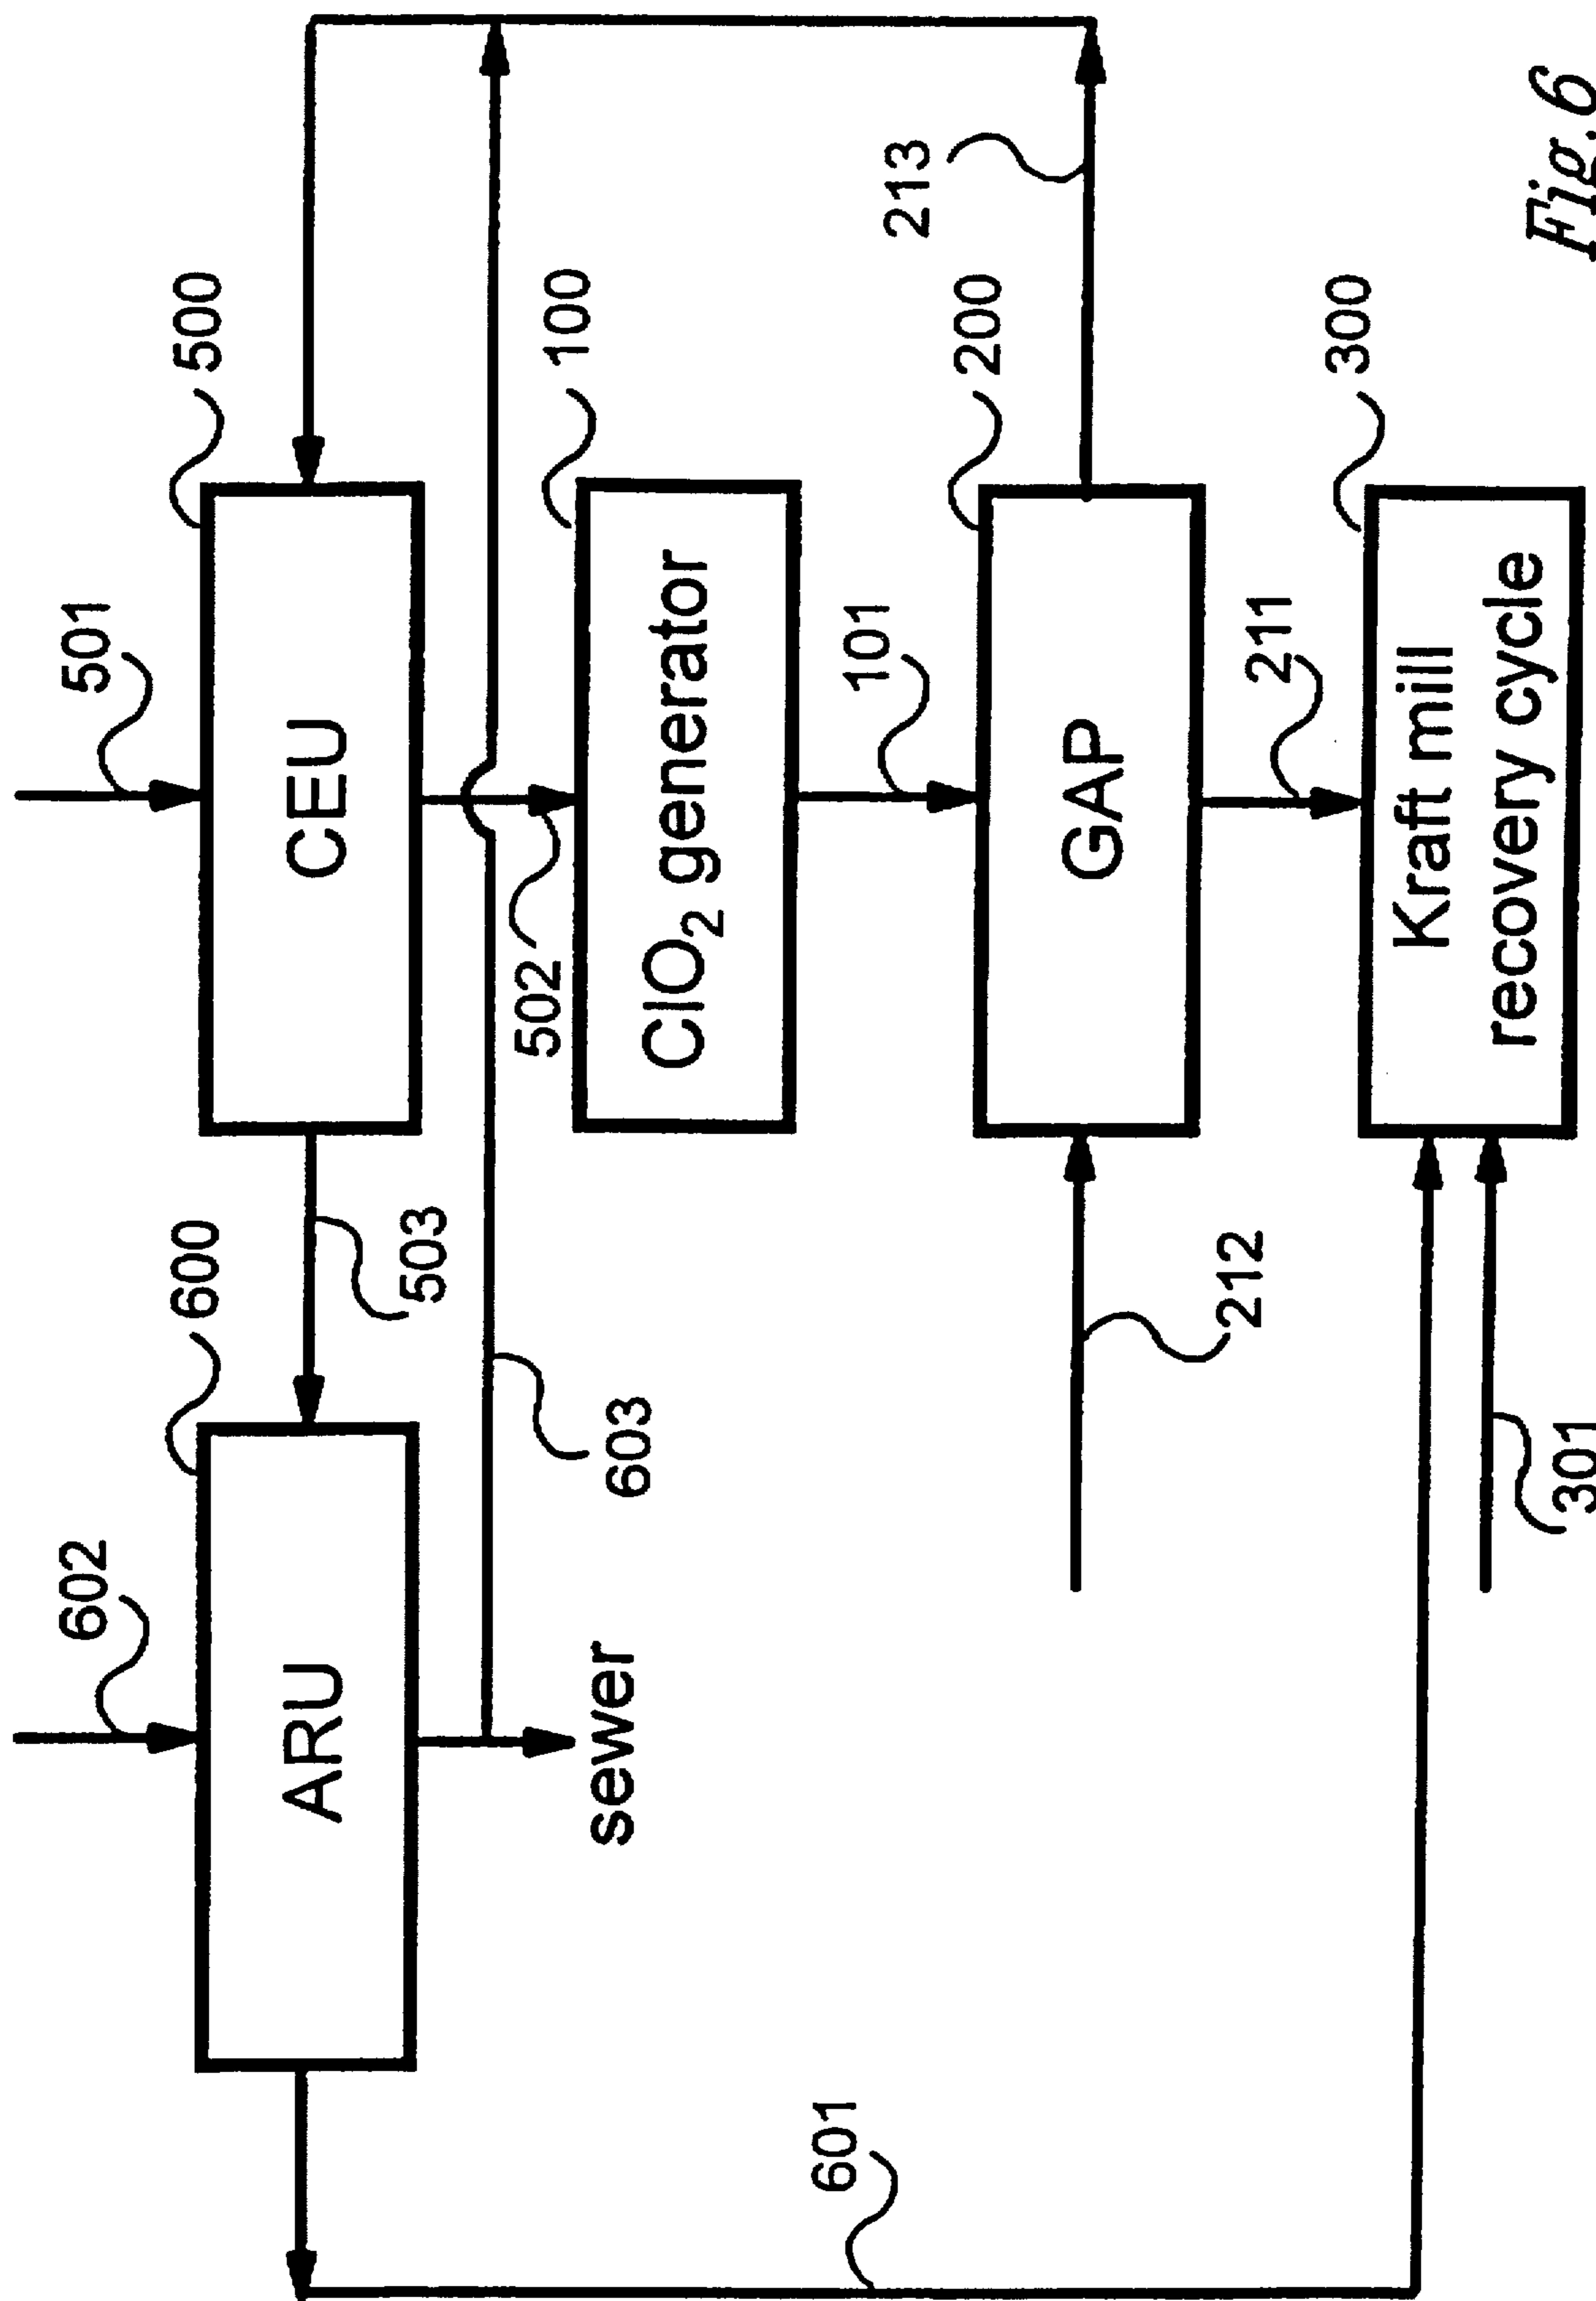 602
600
ARU
503
501
500
CEU
603
502
sewer
ClO2 generator
100
101
601
212
GAP
200
213
211
301
Kraft mill
recovery cycle
300
Fig. 6